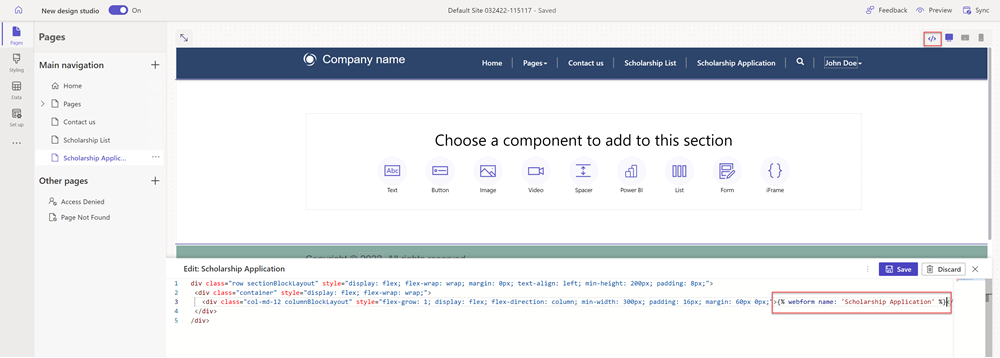 New design studio On Default Site 032422-115117 - Saved Feedback Preview Sync
Pages
Styling
Data
Set up
Pages
Main navigation
Home
Pages
Contact us
Scholarship List
Scholarship Applic...
Other pages
Access Denied
Page Not Found
</>
Company name Home Pages Contact us Scholarship List Scholarship Application John Doe
Choose a component to add to this section
Abc
Text Button Image Video Spacer Power BI List Form iFrame
Copyright © 2022. All rights reserved.
Edit: Scholarship Application Save Discard
1 div class="row sectionBlockLayout" style="display: flex; flex-wrap: wrap; margin: 0px; text-align: left; min-height: 200px; padding: 8px;">
2 <div class="container" style="display: flex; flex-wrap: wrap;">
3 <div class="col-md-12 columnBlockLayout" style="flex-grow: 1; display: flex; flex-direction: column; min-width: 300px; padding: 16px; margin: 60px 0px;">{% webform name: 'Scholarship Application' %}</
4 </div>
5 /div>